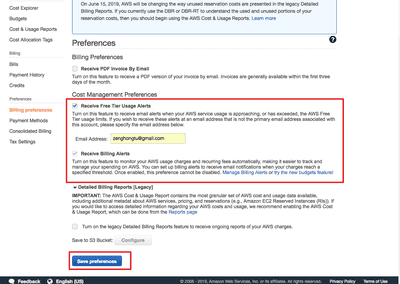 On June 15, 2019, AWS will be changing the way unused reservation costs are presented in the legacy Detailed
Billing Reports. If you currently use the DBR or DBR-RT to understand the used and unused portions of your
reservation costs, then you should begin using the AWS Cost & Usage Reports. Learn more
Cost Explorer
Budgets
Cost & Usage Reports
Cost Allocation Tags
Billing
Bills
Payment History
Credits
Preferences
Billing preferences
Payment Methods
Consolidated Billing
Tax Settings
Preferences
Billing Preferences
Receive PDF Invoice By Email
Turn on this feature to receive a PDF version of your invoice by email. Invoices are generally available within the first three
days of the month.
Cost Management Preferences
Receive Free Tier Usage Alerts
Turn on this feature to receive email alerts when your AWS service usage is approaching, or has exceeded, the AWS Free
Tier usage limits. If you wish to receive these alerts at an email address that is not the primary email address associated with
this account, please specify the email address below.
Email Address: zenghongtu@gmail.com
Receive Billing Alerts
Turn on this feature to monitor your AWS usage charges and recurring fees automatically, making it easier to track and
manage your spending on AWS. You can set up billing alerts to receive email notifications when your charges reach a
specified threshold. Once enabled, this preference cannot be disabled. Manage Billing Alerts or try the new budgets feature!
Detailed Billing Reports [Legacy]
IMPORTANT: The AWS Cost & Usage Report contains the most granular set of AWS cost and usage data available,
including additional metadata about AWS services, pricing, and reservations (e.g., Amazon EC2 Reserved Instances (RIs)). If
you would like to access detailed information regarding your AWS costs and usage, we recommend enabling the AWS Cost
& Usage Report, which can be done from the Reports page
Turn on the legacy Detailed Billing Reports feature to receive ongoing reports of your AWS charges.
Save to S3 Bucket: Configure
Save preferences
Feedback English (US) © 2008 - 2019, Amazon Web Services, Inc. or its affiliates. All rights reserved. Privacy Policy Terms of Use